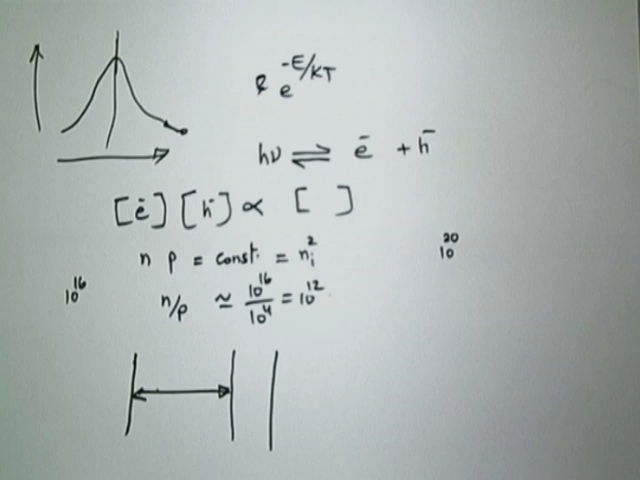 e^{-E/KT}
hν ⇌ ē + h̄
[ē] [h̄] ∝ [ ]
n p = const. = n_i^2
10^20
10^16
n/p ≃ 10^16/10^4 = 10^12